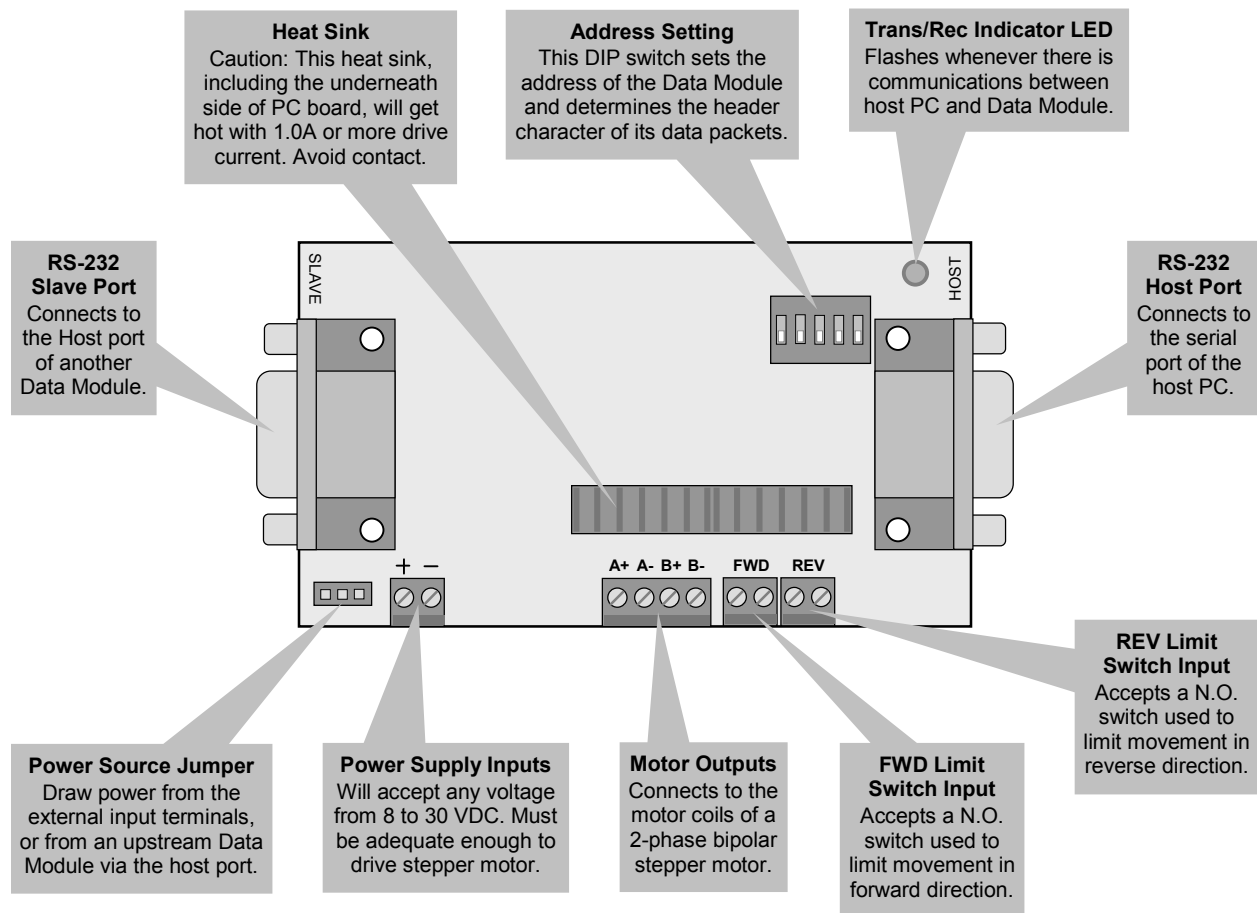 Heat Sink
Caution: This heat sink,
including the underneath
side of PC board, will get
hot with 1.0A or more drive
current. Avoid contact.
Address Setting
This DIP switch sets the
address of the Data Module
and determines the header
character of its data packets.
Trans/Rec Indicator LED
Flashes whenever there is
communications between
host PC and Data Module.
RS-232
Slave Port
Connects to
the Host port
of another
Data Module.
SLAVE
HOST
RS-232
Host Port
Connects to
the serial
port of the
host PC.
+ −
A+ A- B+ B-
FWD
REV
Power Source Jumper
Draw power from the
external input terminals,
or from an upstream Data
Module via the host port.
Power Supply Inputs
Will accept any voltage
from 8 to 30 VDC. Must
be adequate enough to
drive stepper motor.
Motor Outputs
Connects to the
motor coils of a
2-phase bipolar
stepper motor.
FWD Limit
Switch Input
Accepts a N.O.
switch used to
limit movement in
forward direction.
REV Limit
Switch Input
Accepts a N.O.
switch used to
limit movement in
reverse direction.